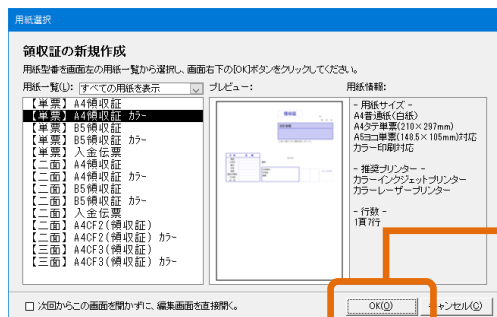 用紙選択
領収証の新規作成
用紙型番を画面左の用紙一覧から選択し、画面右下の[OK]ボタンをクリックしてください。
用紙一覧(L): すべての用紙を表示 プレビュー: 用紙情報:
【単票】A4領収証
【単票】A4領収証 カラー
【単票】B5領収証
【単票】B5領収証 カラー
【単票】入金伝票
【二面】A4領収証
【二面】A4領収証 カラー
【二面】B5領収証
【二面】B5領収証 カラー
【二面】入金伝票
【二面】A4CF2(領収証)
【二面】A4CF2(領収証) カラー
【三面】A4CF3(領収証)
【三面】A4CF3(領収証) カラー
領収証
- 用紙サイズ -
A4普通紙(白紙)
A4タテ単票(210×297mm)
A5ヨコ単票(148.5×105mm)対応
カラー印刷対応
- 推奨プリンター -
カラーインクジェットプリンター
カラーレーザープリンター
- 行数 -
1頁7行
次回からこの画面を開かずに、編集画面を直接開く。
OK(O) キャンセル(C)